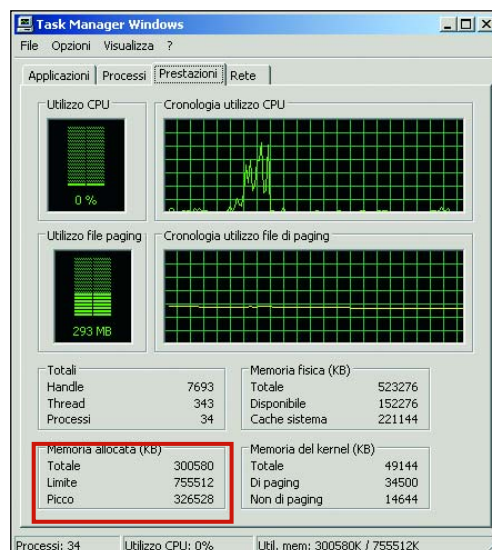 Task Manager Windows
File Opzioni Visualizza ?
Applicazioni Processi Prestazioni Rete
Utilizzo CPU
Cronologia utilizzo CPU
0 %
Utilizzo file paging
Cronologia utilizzo file di paging
293 MB
Totali
Handle 7693
Thread 343
Processi 34
Memoria fisica (KB)
Totale 523276
Disponibile 152276
Cache sistema 221144
Memoria allocata (KB)
Totale 300580
Limite 755512
Picco 326528
Memoria del kernel (KB)
Totale 49144
Di paging 34500
Non di paging 14644
Processi: 34 Utilizzo CPU: 0% Util. mem: 300580K / 755512K